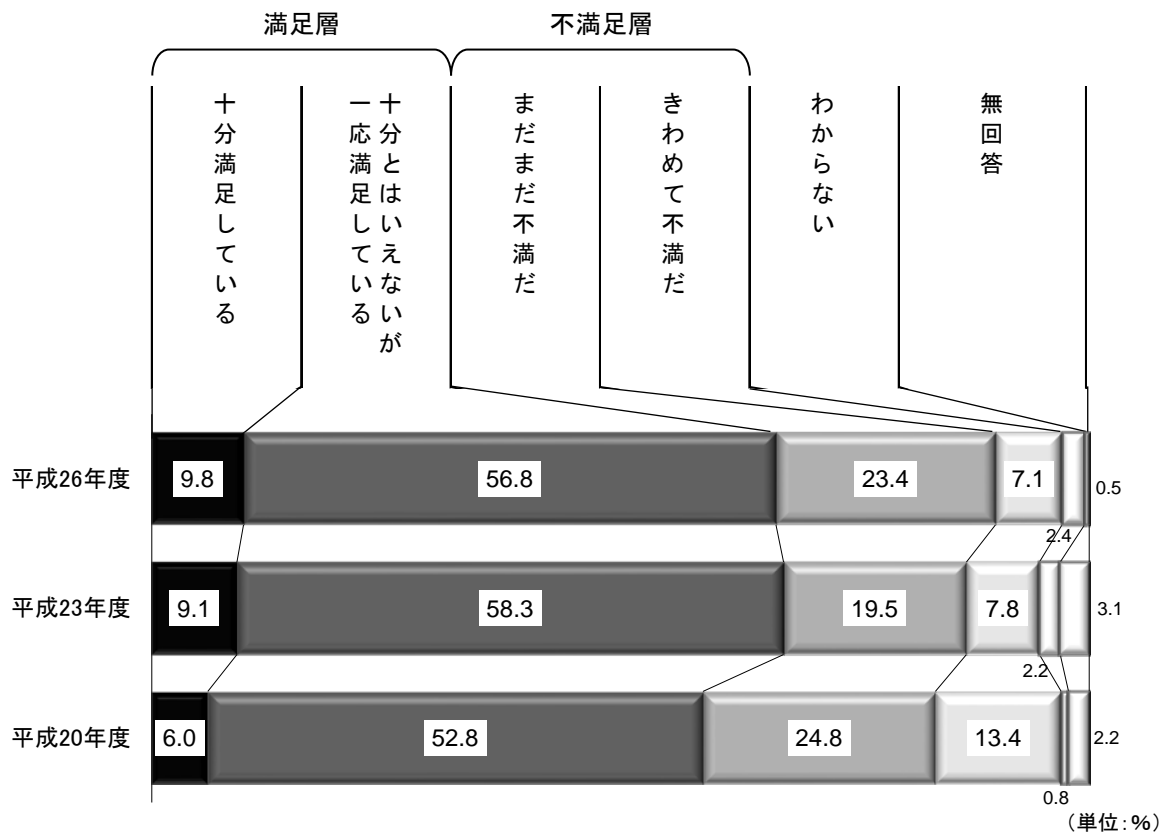 満足層
不満足層
十分満足している
十分とはいえないが
一応満足している
まだまだ不満だ
きわめて不満だ
わからない
無回答
平成26年度
9.8
56.8
23.4
7.1
2.4
0.5
平成23年度
9.1
58.3
19.5
7.8
2.2
3.1
平成20年度
6.0
52.8
24.8
13.4
0.8
2.2
(単位:%)